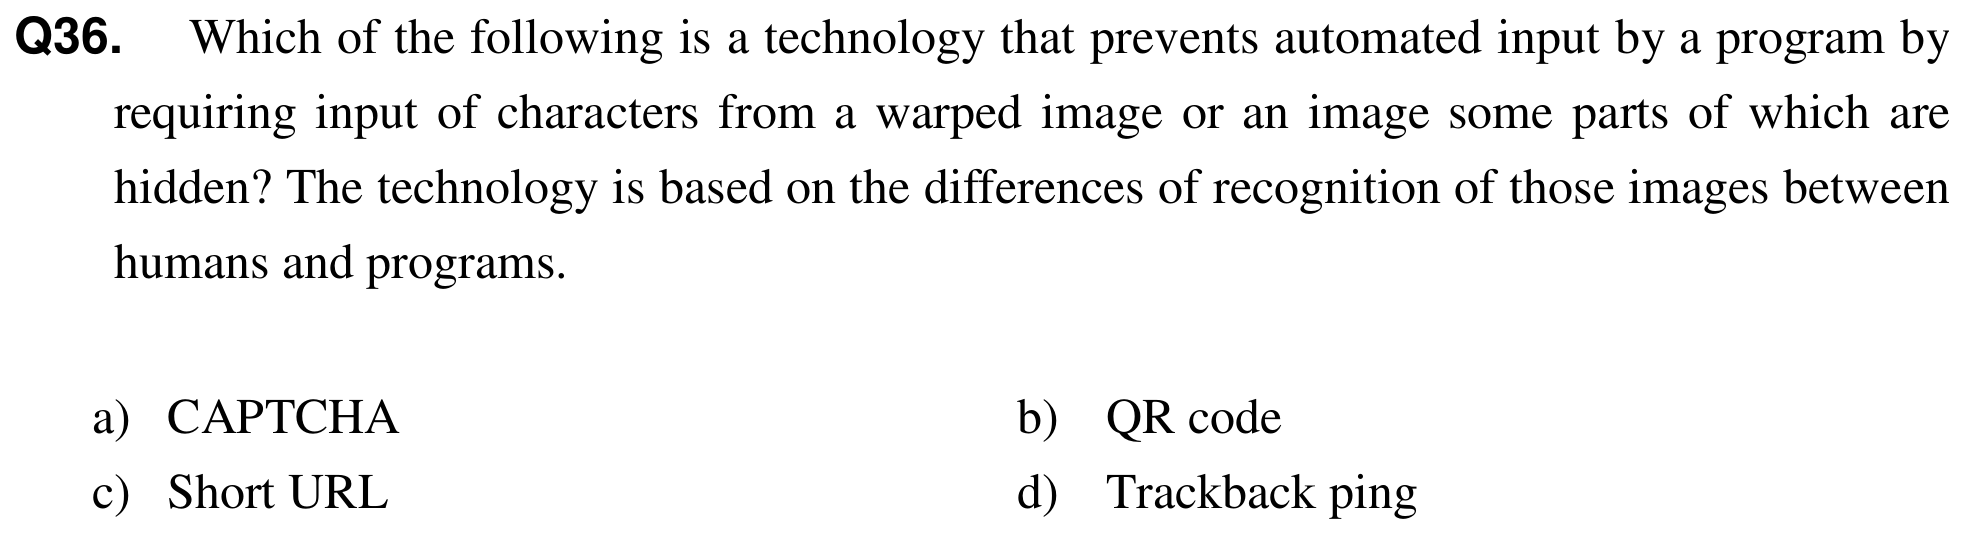 Q36. Which of the following is a technology that prevents automated input by a program by
requiring input of characters from a warped image or an image some parts of which are
hidden? The technology is based on the differences of recognition of those images between
humans and programs.
a) CAPTCHA b) QR code
c) Short URL d) Trackback ping